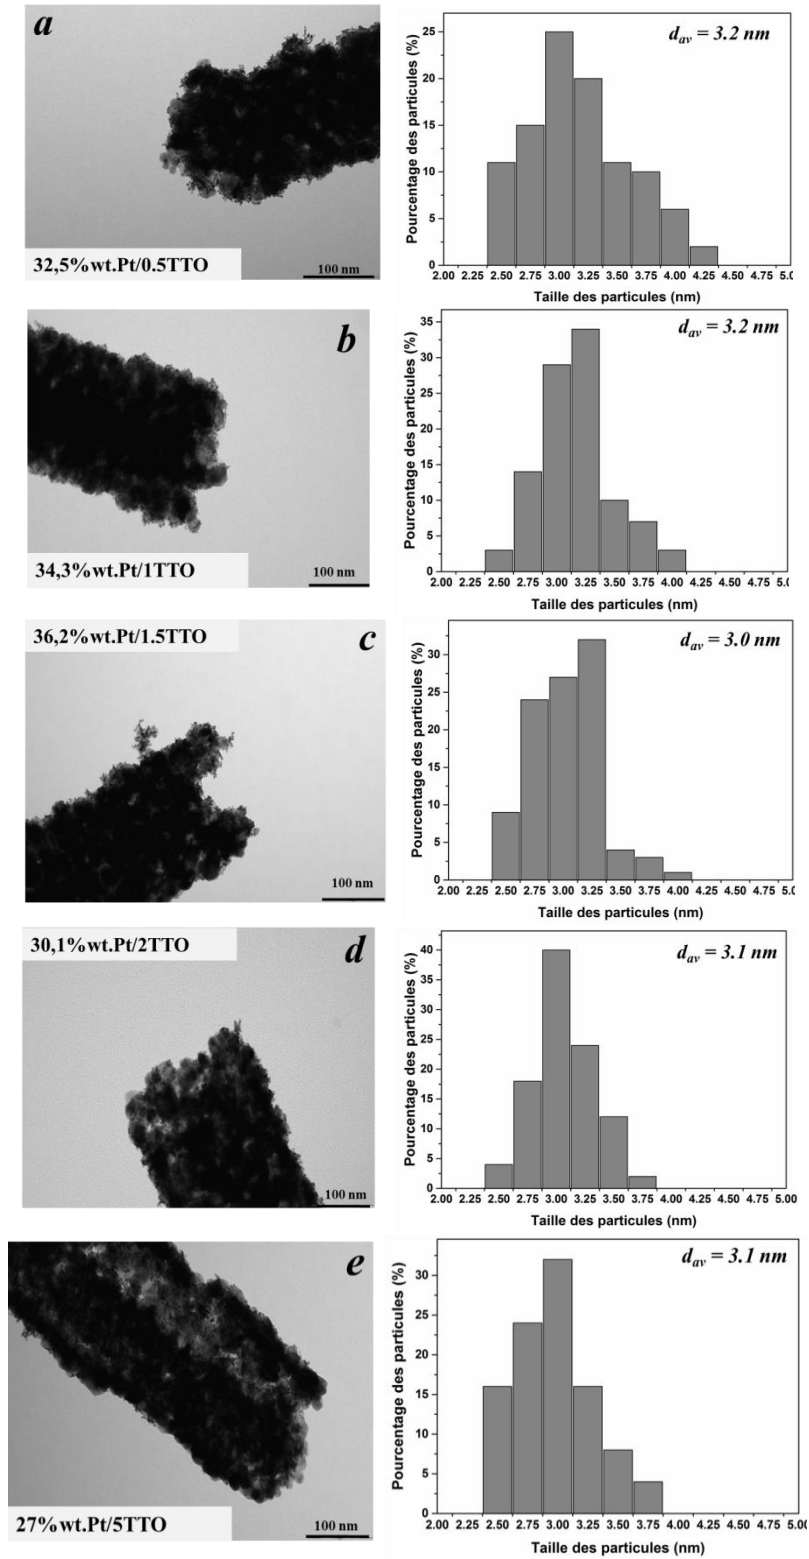 a
32,5%wt.Pt/0.5TTO
100 nm
d_av = 3.2 nm
Pourcentage des particules (%)
25
20
15
10
5
0
2.00 2.25 2.50 2.75 3.00 3.25 3.50 3.75 4.00 4.25 4.50 4.75 5.0
Taille des particules (nm)
b
34,3%wt.Pt/1TTO
100 nm
d_av = 3.2 nm
Pourcentage des particules (%)
35
30
25
20
15
10
5
0
2.00 2.25 2.50 2.75 3.00 3.25 3.50 3.75 4.00 4.25 4.50 4.75 5.0
Taille des particules (nm)
36,2%wt.Pt/1.5TTO
c
100 nm
d_av = 3.0 nm
Pourcentage des particules (%)
30
25
20
15
10
5
0
2.00 2.25 2.50 2.75 3.00 3.25 3.50 3.75 4.00 4.25 4.50 4.75 5.0
Taille des particules (nm)
30,1%wt.Pt/2TTO
d
100 nm
d_av = 3.1 nm
Pourcentage des particules (%)
40
35
30
25
20
15
10
5
0
2.00 2.25 2.50 2.75 3.00 3.25 3.50 3.75 4.00 4.25 4.50 4.75 5.00
Taille des particules (nm)
e
27%wt.Pt/5TTO
100 nm
d_av = 3.1 nm
Pourcentage des particules (%)
30
25
20
15
10
5
0
2.00 2.25 2.50 2.75 3.00 3.25 3.50 3.75 4.00 4.25 4.50 4.75 5.00
Taille des particules (nm)